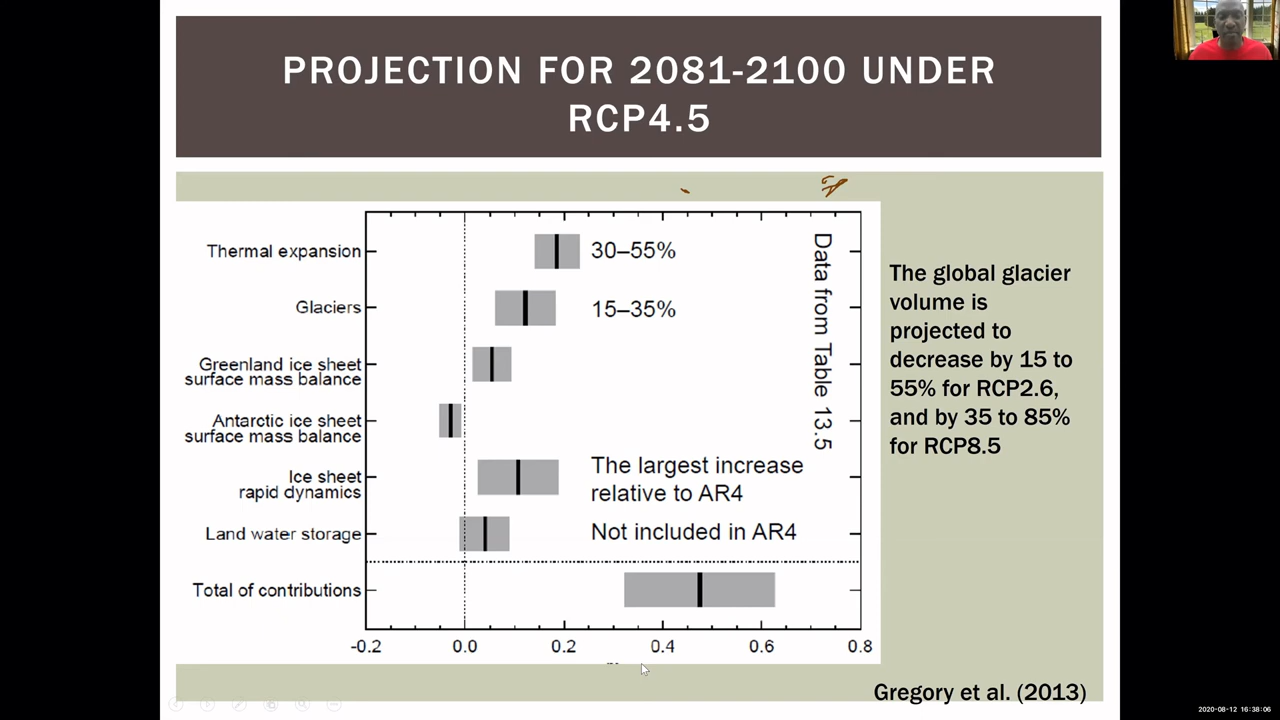 PROJECTION FOR 2081-2100 UNDER
RCP4.5
Thermal expansion
30–55%
Glaciers
15–35%
Greenland ice sheet
surface mass balance
Antarctic ice sheet
surface mass balance
Ice sheet
rapid dynamics
The largest increase
relative to AR4
Land water storage
Not included in AR4
Total of contributions
-0.2 0.0 0.2 0.4 0.6 0.8
Data from Table 13.5
The global glacier
volume is
projected to
decrease by 15 to
55% for RCP2.6,
and by 35 to 85%
for RCP8.5
Gregory et al. (2013)
2020-08-12 16:38:06